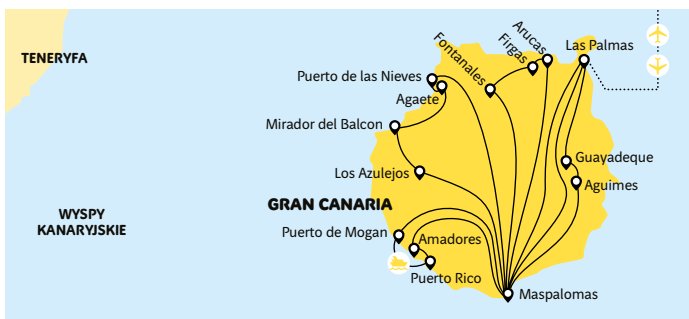 TENERYFA
Arucas
Firgas
Fontanales
Las Palmas
Puerto de las Nieves
Agaete
Mirador del Balcon
Guayadeque
Los Azulejos
Aguimes
GRAN CANARIA
WYSPY
KANARYJSKIE
Puerto de Mogan
Amadores
Puerto Rico
Maspalomas